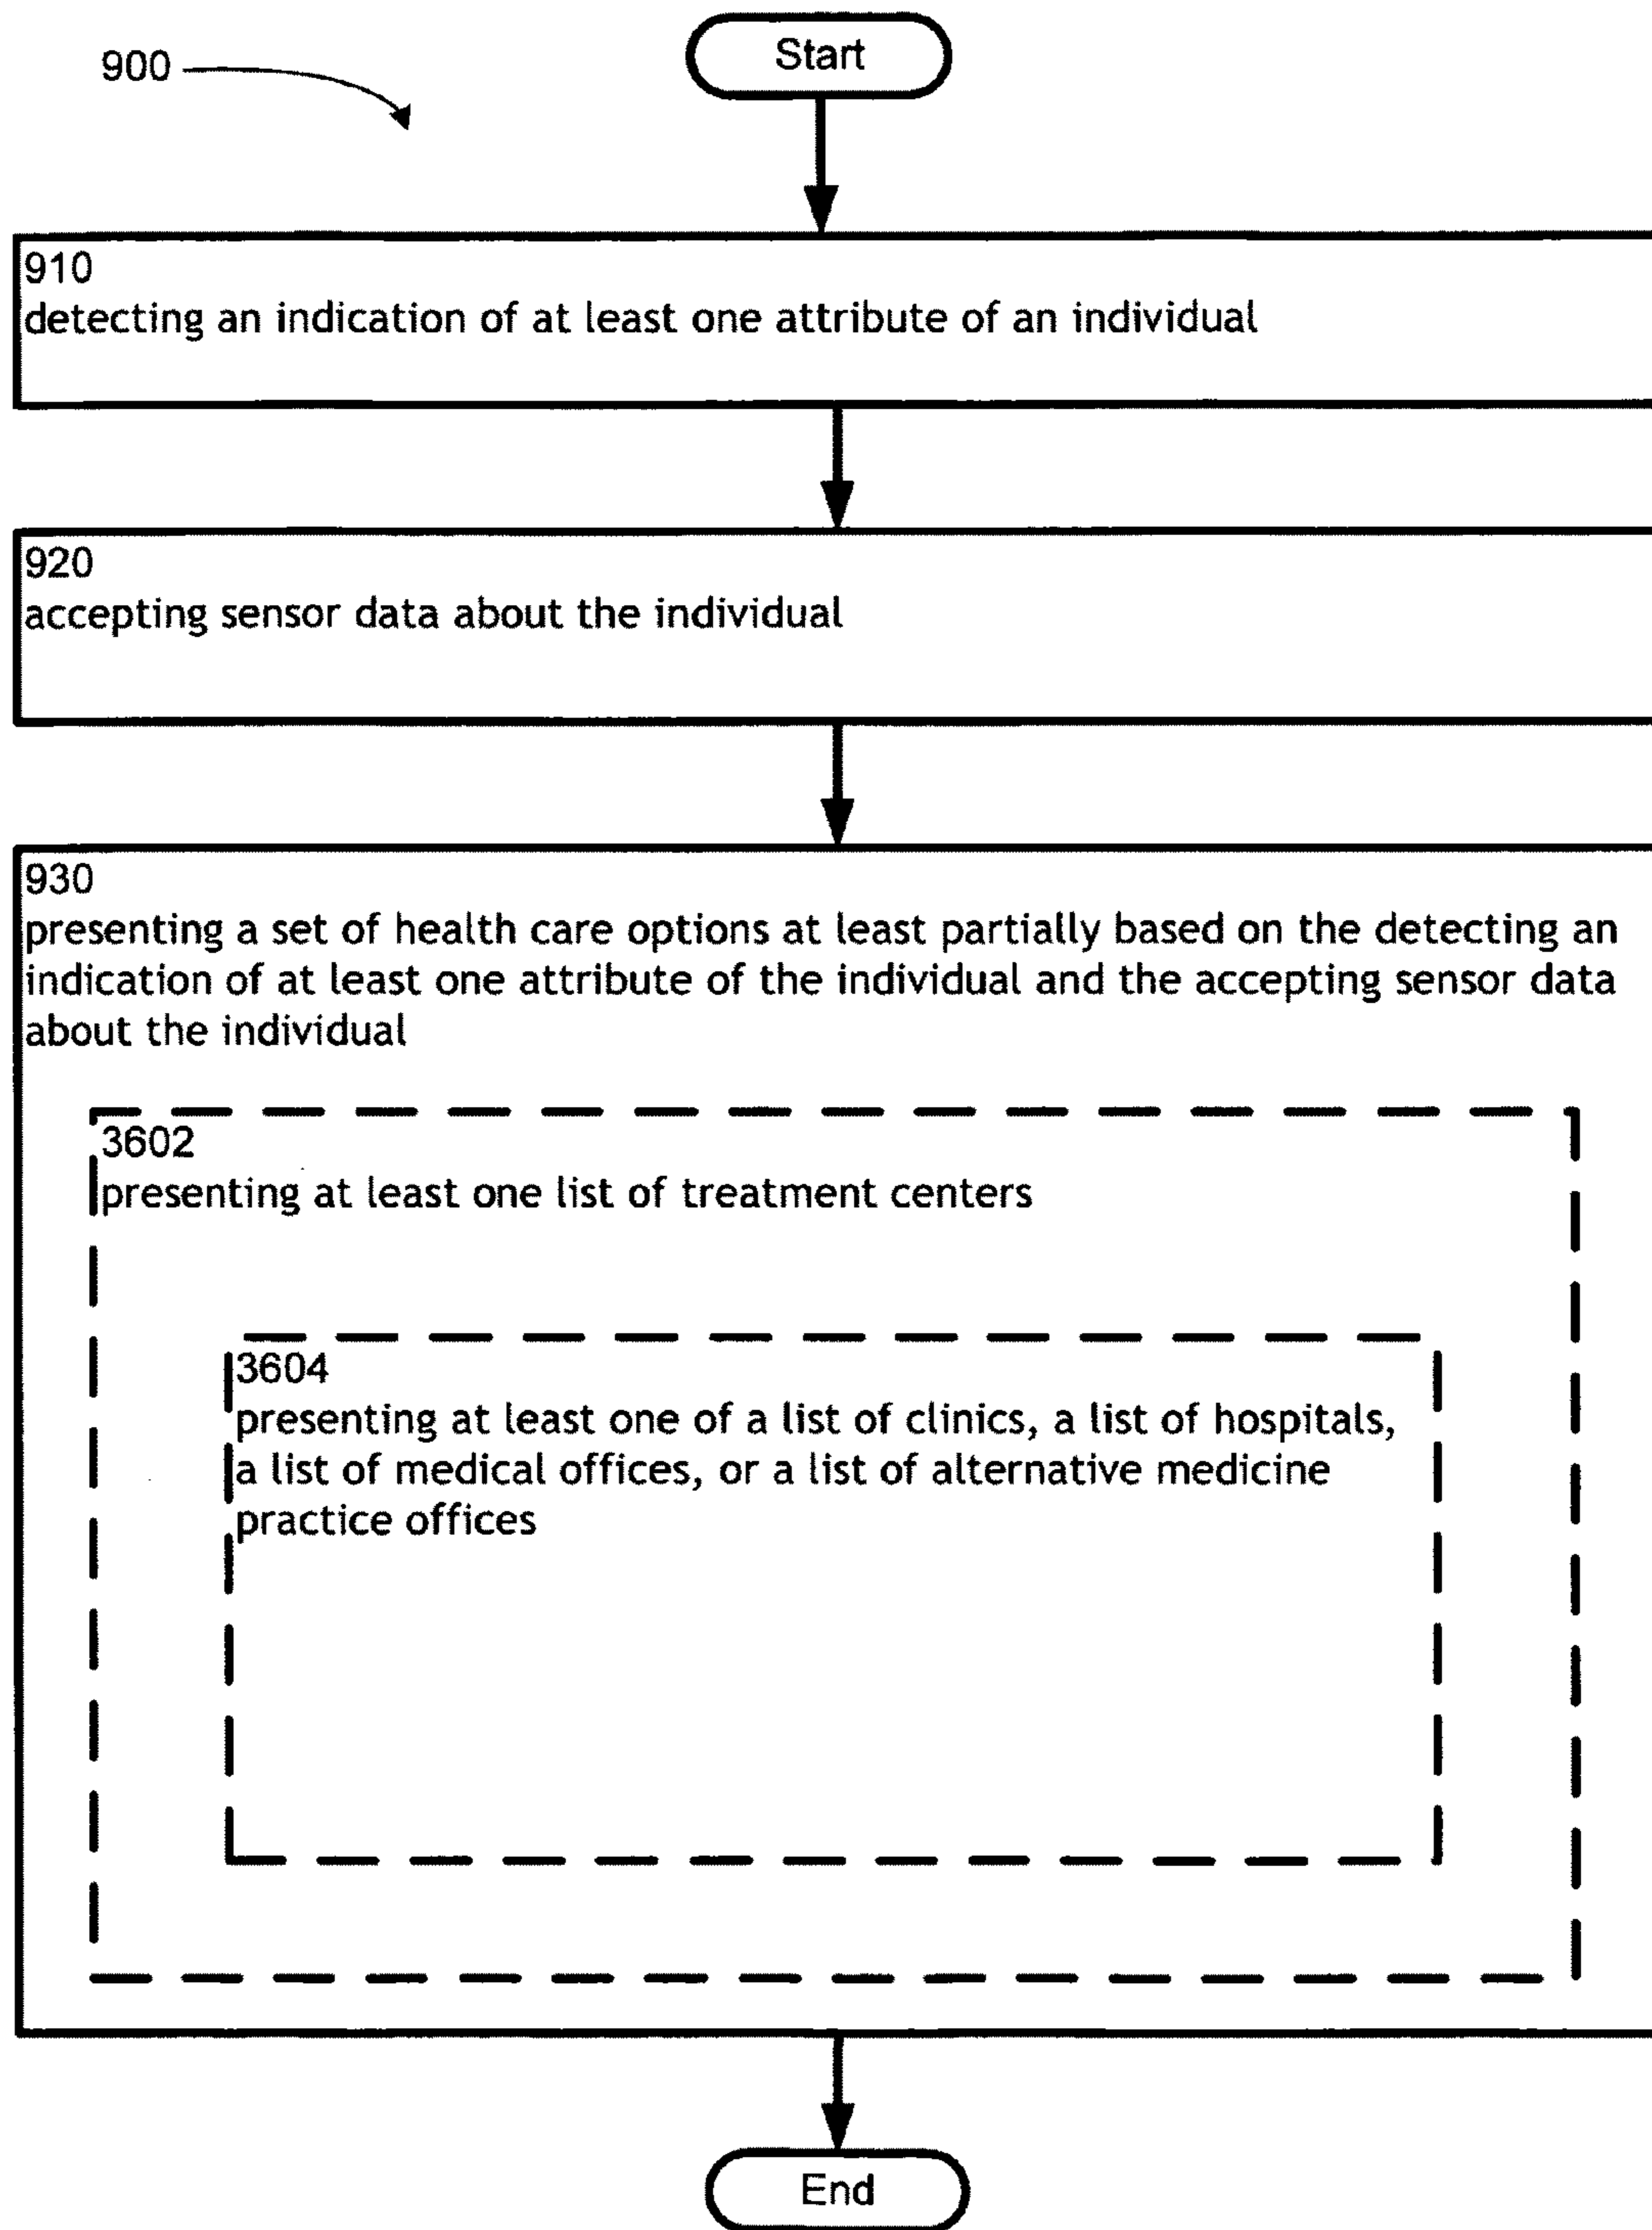 Start
900
910
detecting an indication of at least one attribute of an individual
920
accepting sensor data about the individual
930
presenting a set of health care options at least partially based on the detecting an
indication of at least one attribute of the individual and the accepting sensor data
about the individual
3602
presenting at least one list of treatment centers
3604
presenting at least one of a list of clinics, a list of hospitals,
a list of medical offices, or a list of alternative medicine
practice offices
End